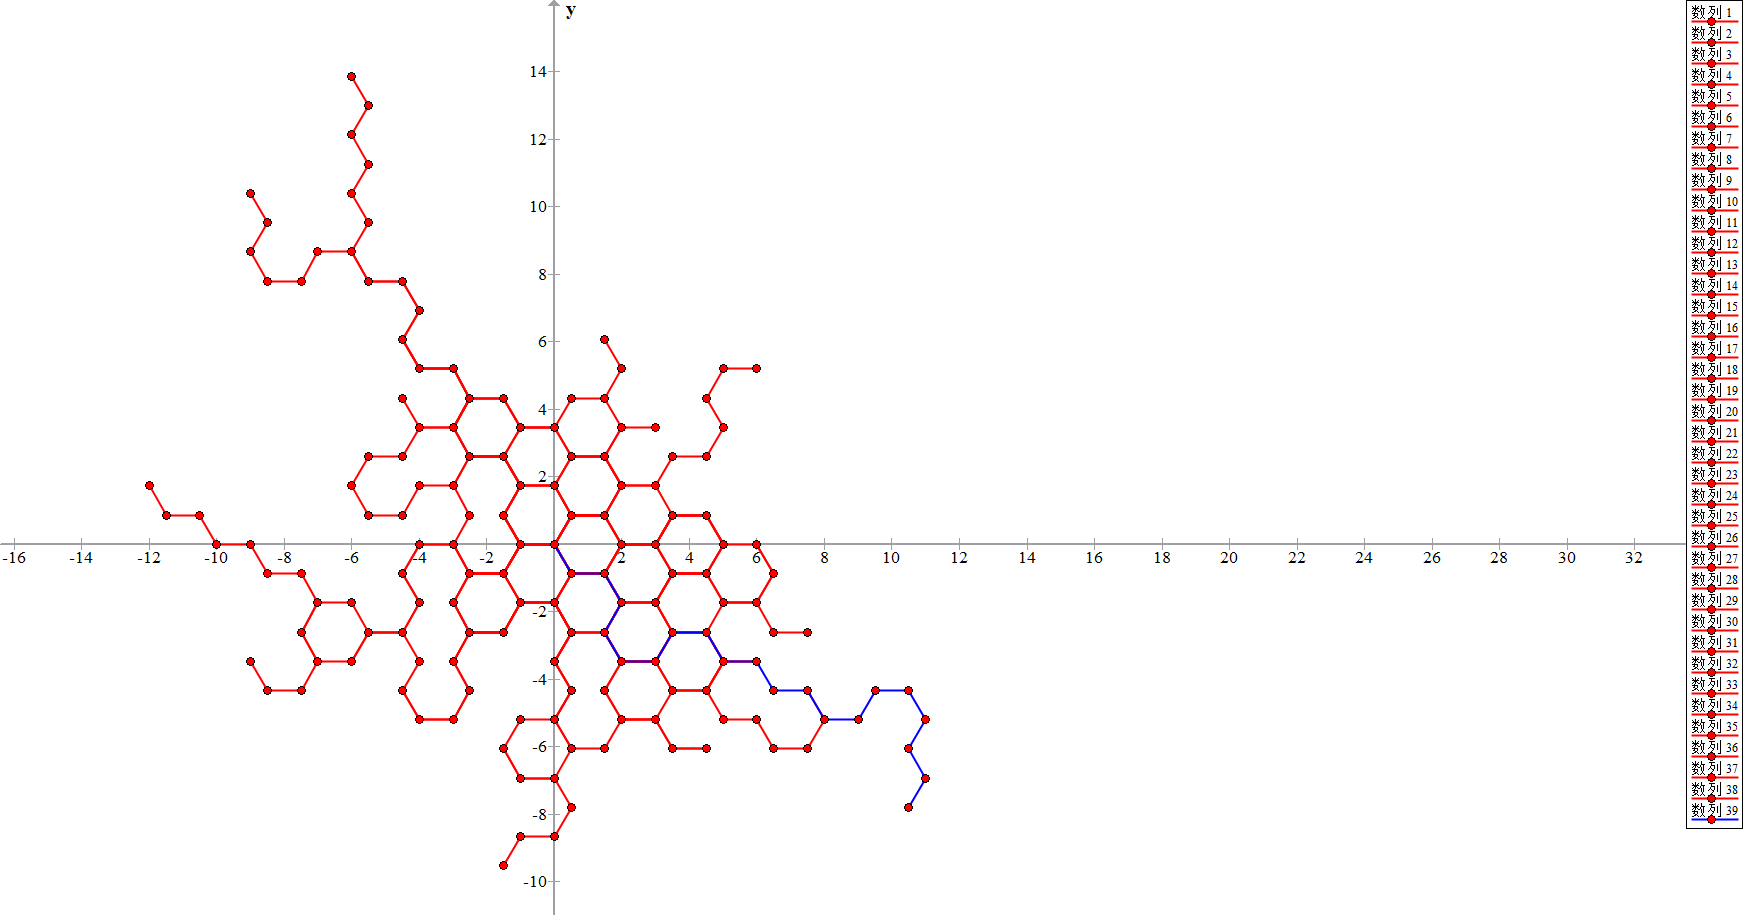 y
14
12
10
8
6
4
2
-16 -14 -12 -10 -8 -6 -4 -2 2 4 6 8 10 12 14 16 18 20 22 24 26 28 30 32
-2
-4
-6
-8
-10
数列 1
数列 2
数列 3
数列 4
数列 5
数列 6
数列 7
数列 8
数列 9
数列 10
数列 11
数列 12
数列 13
数列 14
数列 15
数列 16
数列 17
数列 18
数列 19
数列 20
数列 21
数列 22
数列 23
数列 24
数列 25
数列 26
数列 27
数列 28
数列 29
数列 30
数列 31
数列 32
数列 33
数列 34
数列 35
数列 36
数列 37
数列 38
数列 39